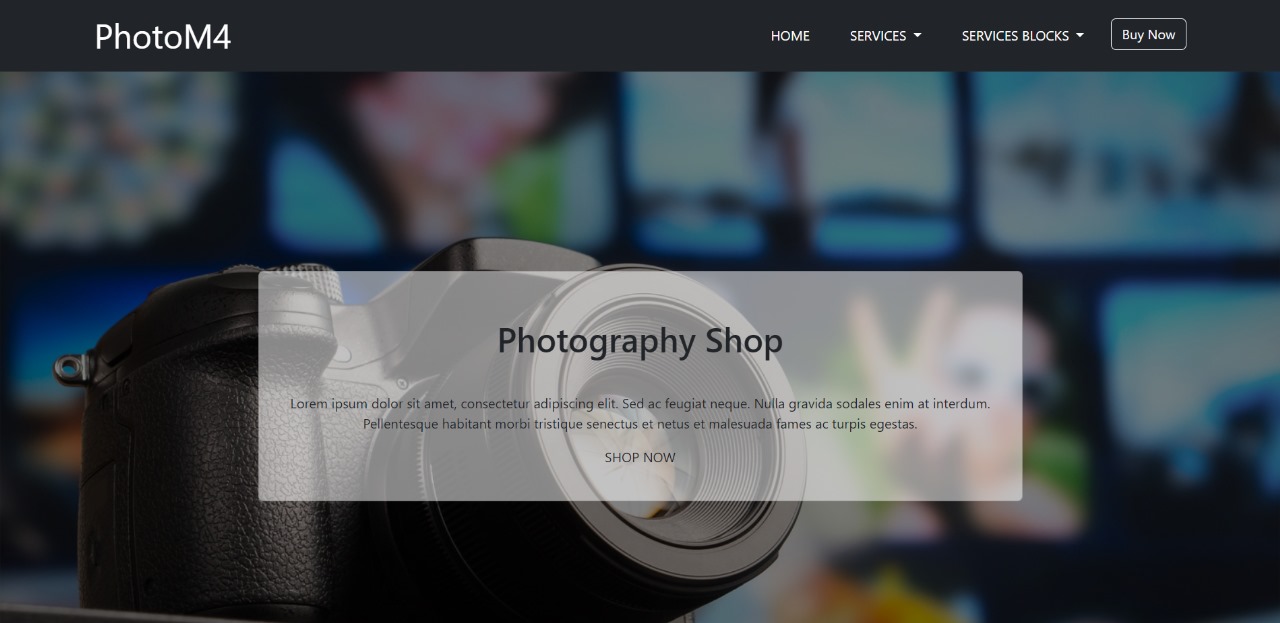 PhotoM4
HOME
SERVICES
SERVICES BLOCKS
Buy Now
Photography Shop
Lorem ipsum dolor sit amet, consectetur adipiscing elit. Sed ac feugiat neque. Nulla gravida sodales enim at interdum.
Pellentesque habitant morbi tristique senectus et netus et malesuada fames ac turpis egestas.
SHOP NOW